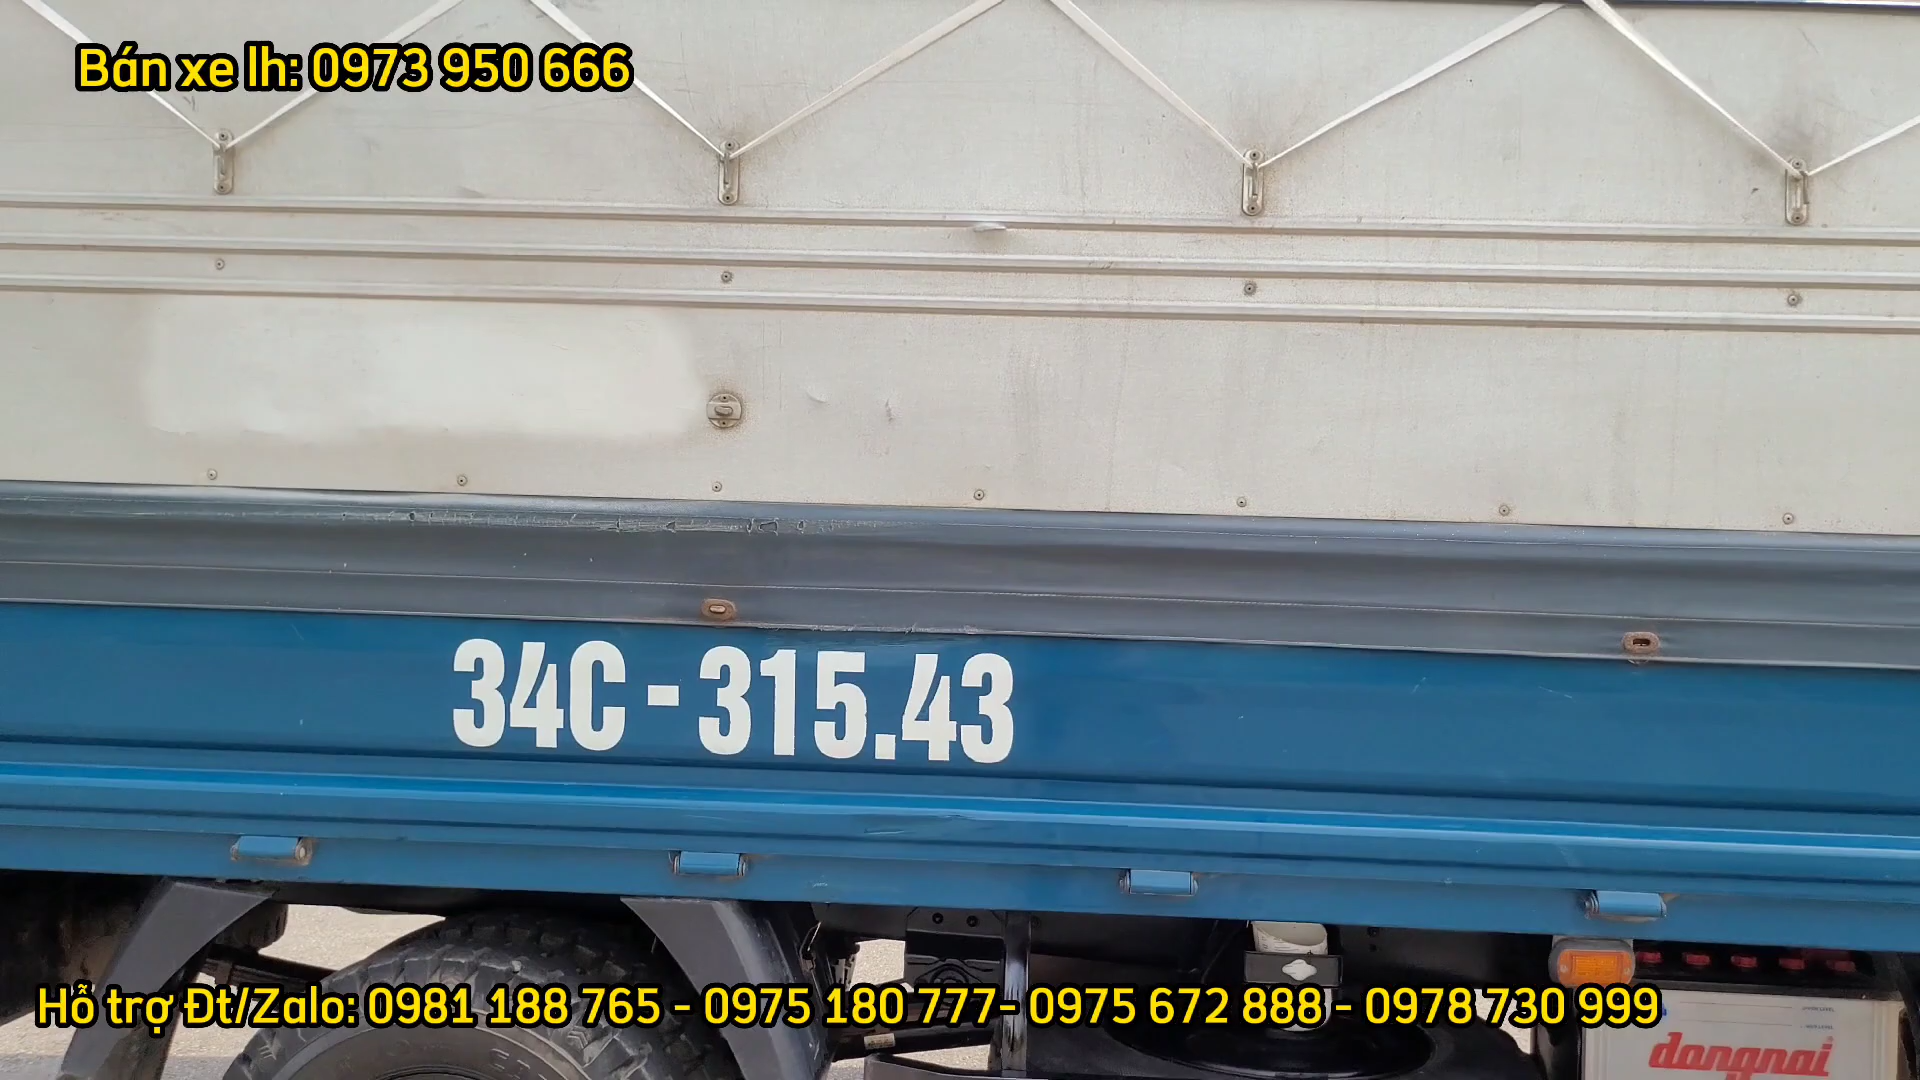 Bán xe lh: 0973 950 666
34C - 315.43
Hỗ trợ Đt/Zalo: 0981 188 765 - 0975 180 777- 0975 672 888 - 0978 730 999
dongnai